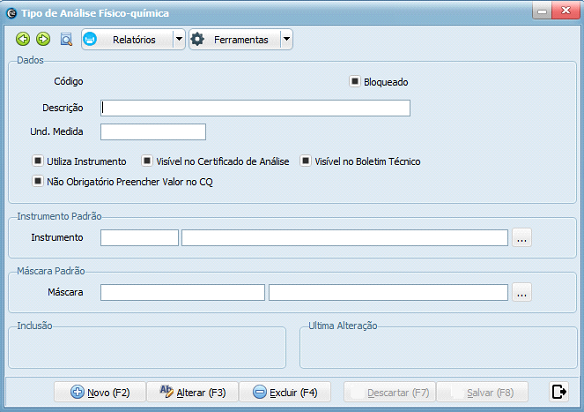 Tipo de Análise Físico-química
Relatórios
Ferramentas
Dados
Código
Bloqueado
Descrição
Und. Medida
Utiliza Instrumento
Visível no Certificado de Análise
Visível no Boletim Técnico
Não Obrigatório Preencher Valor no CQ
Instrumento Padrão
Instrumento
...
Máscara Padrão
Máscara
...
Inclusão
Ultima Alteração
Novo (F2)
Alterar (F3)
Excluir (F4)
Descartar (F7)
Salvar (F8)